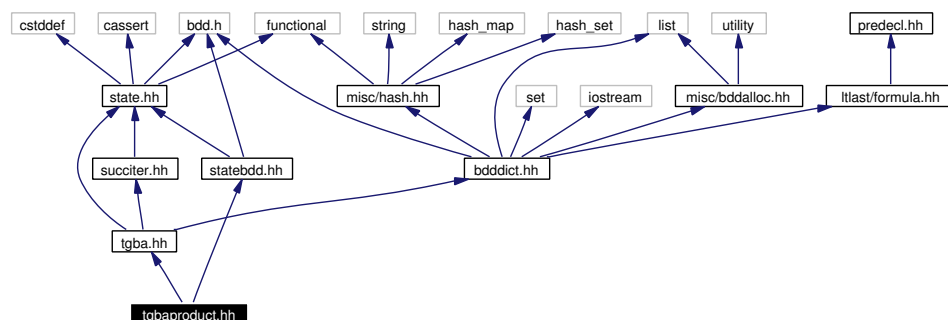 cstddef
cassert
bdd.h
functional
string
hash_map
hash_set
list
utility
predecl.hh
state.hh
misc/hash.hh
set
iostream
misc/bddalloc.hh
ltlast/formula.hh
succiter.hh
statebdd.hh
bdddict.hh
tgba.hh
tgbaproduct.hh